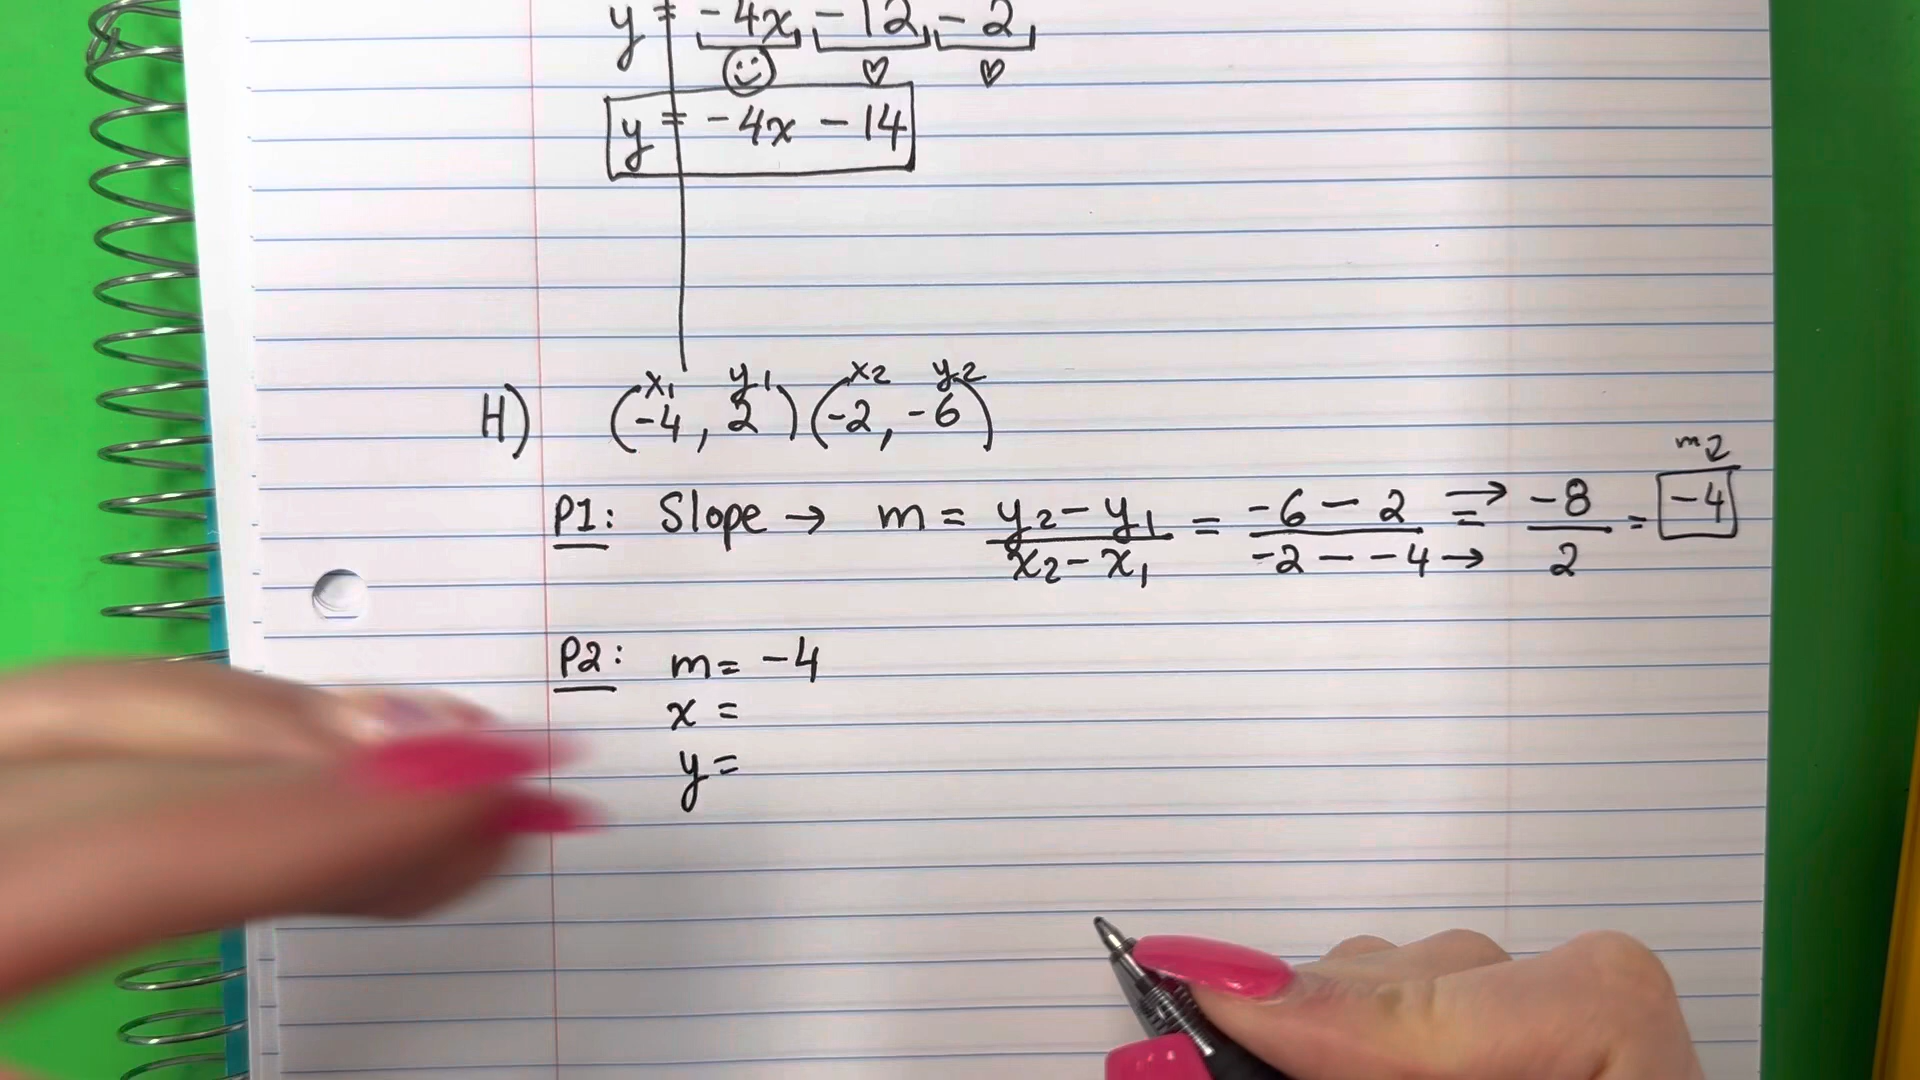 y = -4x -12 -2
y = -4x - 14
x1 y1 x2 y2
H) (-4, 2) (-2, -6)
m2
P1: Slope → m = y2 - y1 / x2 - x1 = -6 - 2 / -2 - -4 →→ = -8 / 2 = -4
P2: m = -4
x =
y =